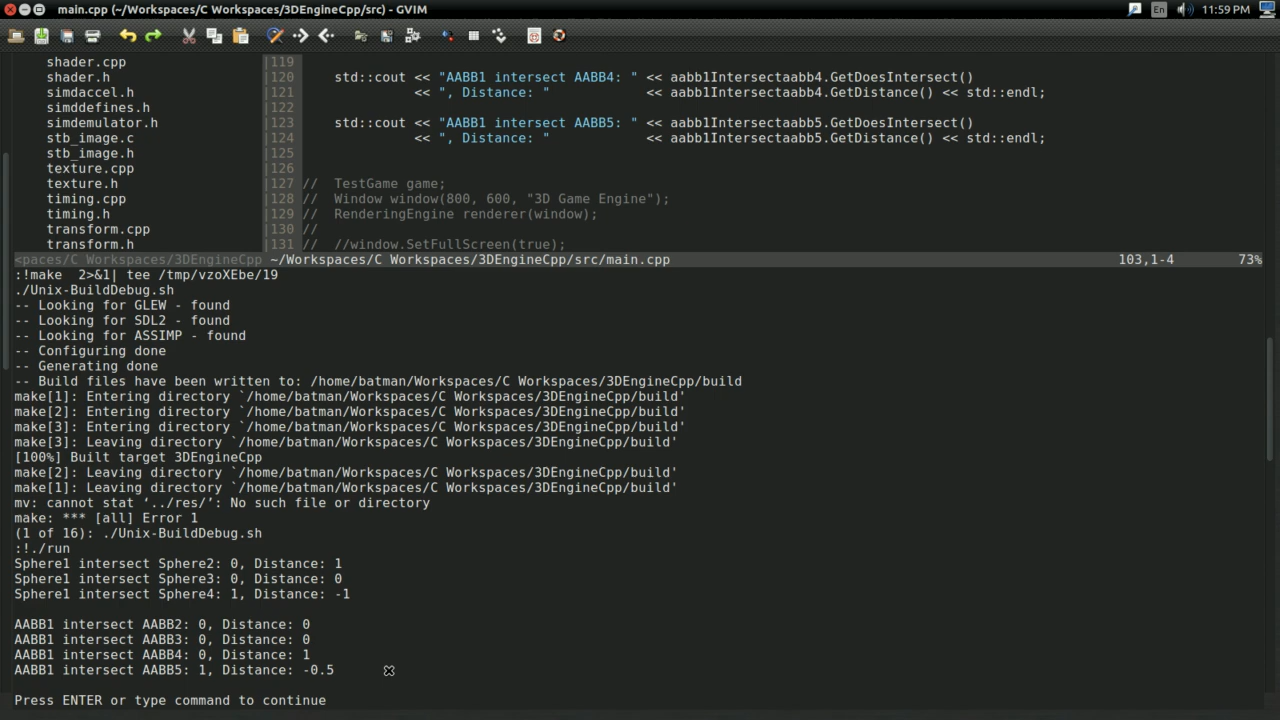 main.cpp (~/Workspaces/C Workspaces/3DEngineCpp/src) - GVIM
En
11:59 PM
shader.cpp
shader.h
simdaccel.h
simddefines.h
simdemulator.h
stb_image.c
stb_image.h
texture.cpp
texture.h
timing.cpp
timing.h
transform.cpp
transform.h
119
120 std::cout << "AABB1 intersect AABB4: " << aabb1Intersectaabb4.GetDoesIntersect()
121 << ", Distance: " << aabb1Intersectaabb4.GetDistance() << std::endl;
122
123 std::cout << "AABB1 intersect AABB5: " << aabb1Intersectaabb5.GetDoesIntersect()
124 << ", Distance: " << aabb1Intersectaabb5.GetDistance() << std::endl;
125
126
127 // TestGame game;
128 // Window window(800, 600, "3D Game Engine");
129 // RenderingEngine renderer(window);
130 //
131 // //window.SetFullScreen(true);
<paces/C Workspaces/3DEngineCpp ~/Workspaces/C Workspaces/3DEngineCpp/src/main.cpp 103,1-4 73%
:!make  2>&1| tee /tmp/vzoXEbe/19
./Unix-BuildDebug.sh
-- Looking for GLEW - found
-- Looking for SDL2 - found
-- Looking for ASSIMP - found
-- Configuring done
-- Generating done
-- Build files have been written to: /home/batman/Workspaces/C Workspaces/3DEngineCpp/build
make[1]: Entering directory `/home/batman/Workspaces/C Workspaces/3DEngineCpp/build'
make[2]: Entering directory `/home/batman/Workspaces/C Workspaces/3DEngineCpp/build'
make[3]: Entering directory `/home/batman/Workspaces/C Workspaces/3DEngineCpp/build'
make[3]: Leaving directory `/home/batman/Workspaces/C Workspaces/3DEngineCpp/build'
[100%] Built target 3DEngineCpp
make[2]: Leaving directory `/home/batman/Workspaces/C Workspaces/3DEngineCpp/build'
make[1]: Leaving directory `/home/batman/Workspaces/C Workspaces/3DEngineCpp/build'
mv: cannot stat ‘../res/’: No such file or directory
make: *** [all] Error 1
(1 of 16): ./Unix-BuildDebug.sh
:!./run
Sphere1 intersect Sphere2: 0, Distance: 1
Sphere1 intersect Sphere3: 0, Distance: 0
Sphere1 intersect Sphere4: 1, Distance: -1
AABB1 intersect AABB2: 0, Distance: 0
AABB1 intersect AABB3: 0, Distance: 0
AABB1 intersect AABB4: 0, Distance: 1
AABB1 intersect AABB5: 1, Distance: -0.5
Press ENTER or type command to continue